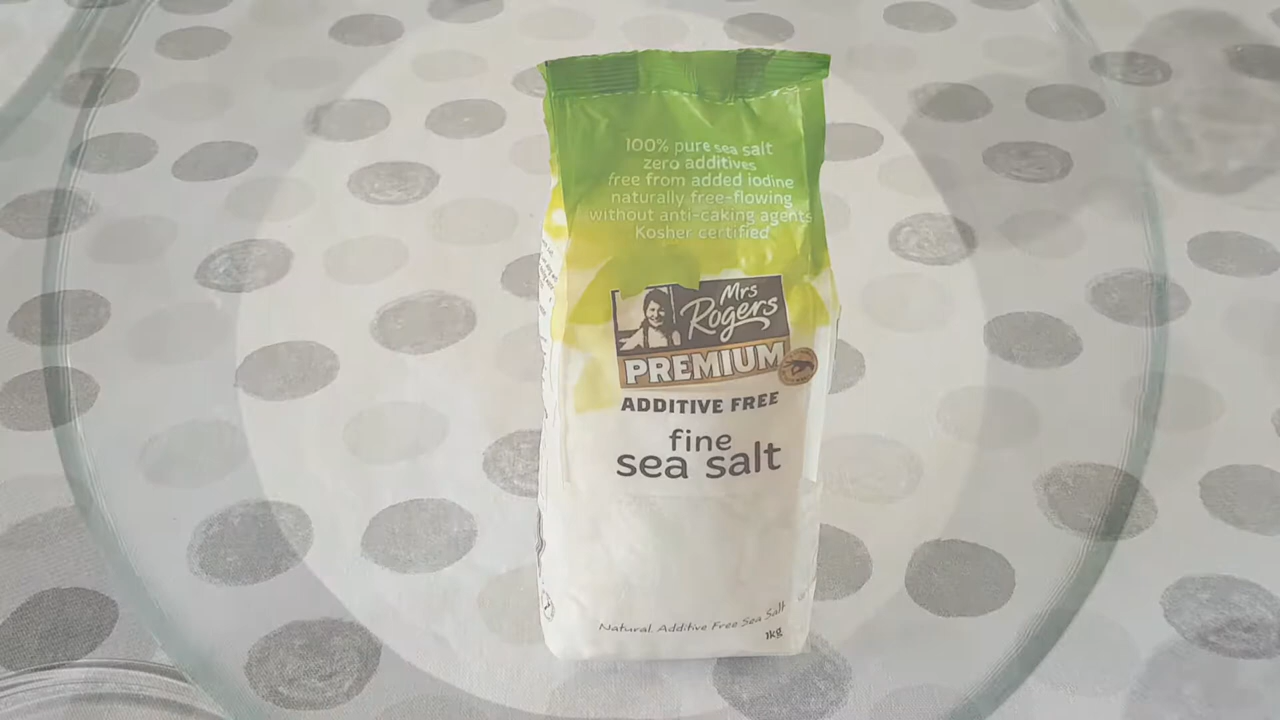 100% pure sea salt
zero additives
free from added iodine
naturally free-flowing
without anti-caking agents
Kosher certified
Mrs
Rogers
PREMIUM
ADDITIVE FREE
fine
sea salt
Natural. Additive Free Sea Salt
1kg